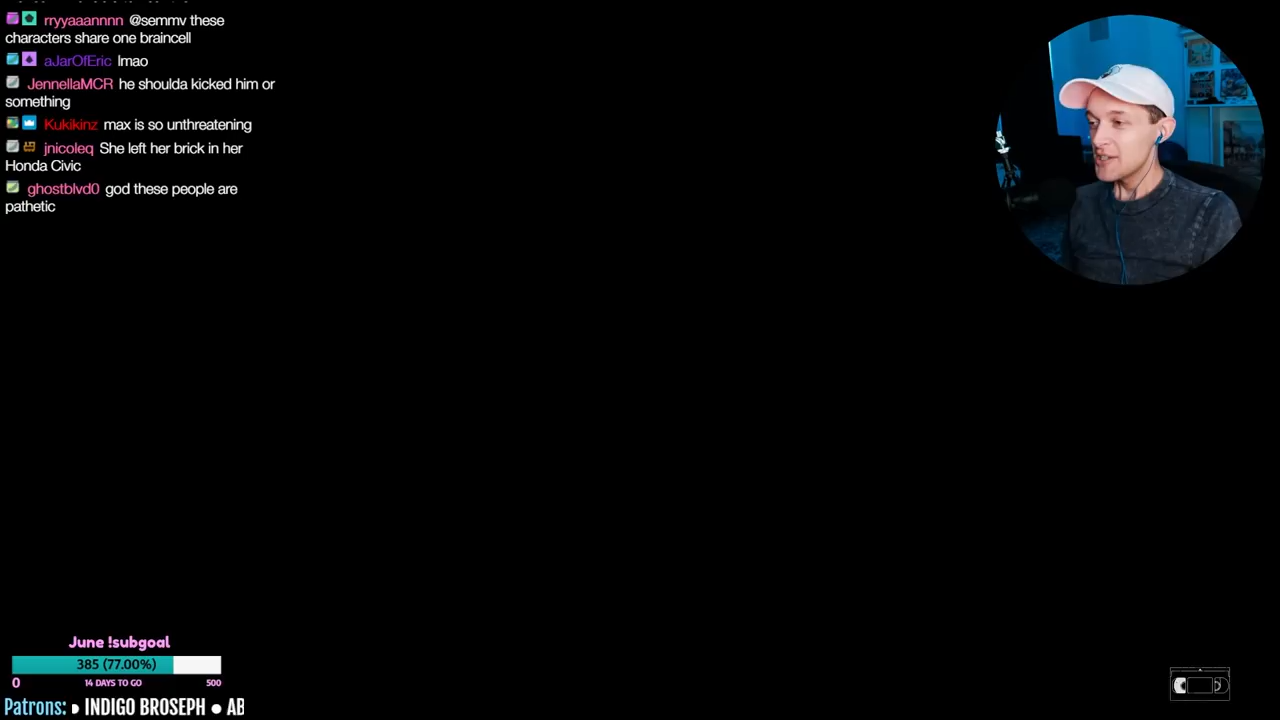 rryyaaannnn @semmv these
characters share one braincell
aJarOfEric lmao
JennellaMCR he shoulda kicked him or
something
Kukikinz max is so unthreatening
jnicoleq She left her brick in her
Honda Civic
ghostblvd0 god these people are
pathetic
June !subgoal
385 (77.00%)
0 14 DAYS TO GO 500
Patrons: INDIGO BROSEPH ● AB